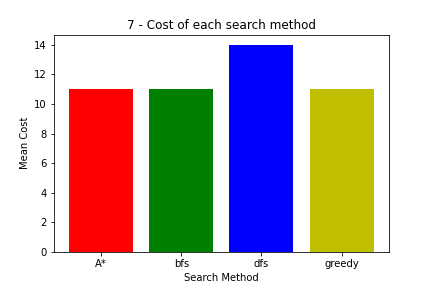 7 - Cost of each search method
Mean Cost
14
12
10
8
6
4
2
0
A* bfs dfs greedy
Search Method